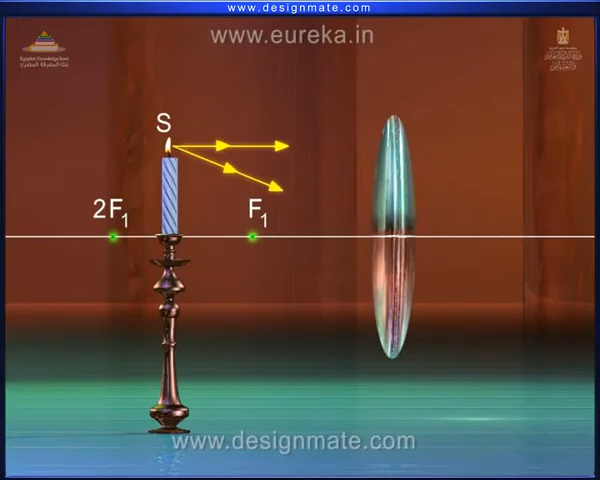 www.designmate.com
www.eureka.in
Egyptian Knowledge Bank
بنك المعرفة المصري
S
2F₁
F₁
www.designmate.com